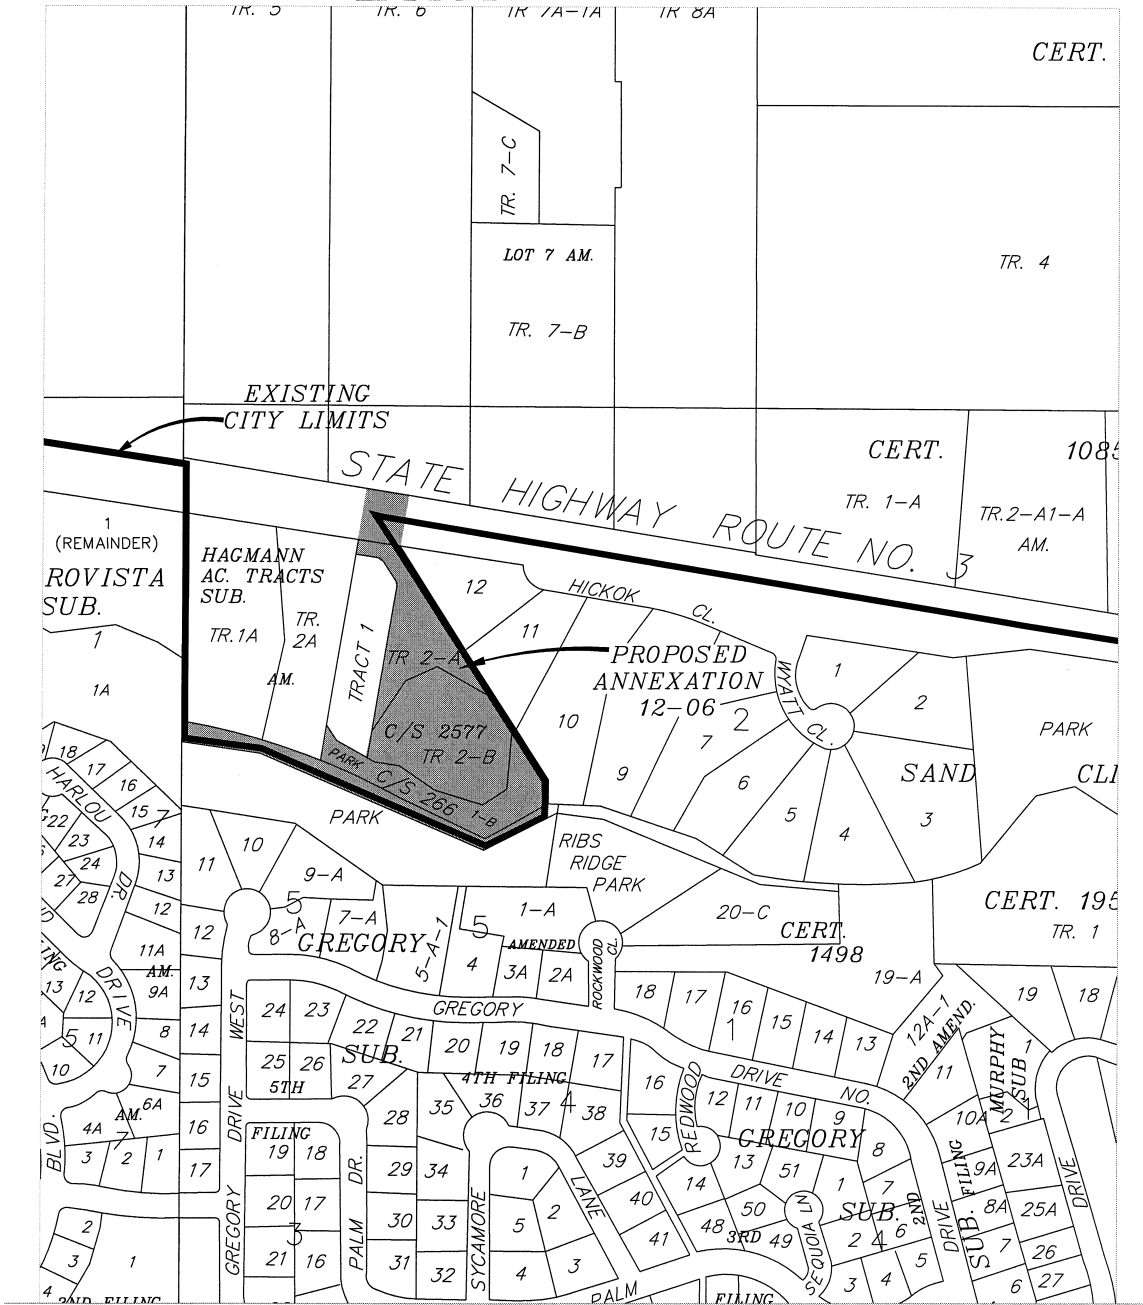 TR. 5
TR. 6
TR 7A-1A
TR 8A
CERT.
TR. 7-C
LOT 7 AM.
TR. 4
TR. 7-B
EXISTING
CITY LIMITS
CERT.
STATE HIGHWAY ROUTE NO. 3
TR. 1-A
TR.2-A1-A
AM.
1
(REMAINDER)
ROVISTA
SUB.
HAGMANN
AC. TRACTS
SUB.
TR.1A
TR.
2A
AM.
TRACT 1
TR 2-A
C/S 2577
TR 2-B
PARK
C/S 266
1-B
1
1A
12
HICKOK CL.
11
PROPOSED
ANNEXATION
12-06
10
9
7
2
6
5
4
3
WYATT CL.
1
2
PARK
SAND
CLI
PARK
RIBS
RIDGE
PARK
18
17
16
15
7
HARLOU DR.
22
23
24
27
28
14
13
12
11A
AM.
9A
11
10
9-A
5
8-A
7-A
GREGORY
5-A-1
5
1-A
AMENDED
4
3A
2A
ROCKWOOD CL.
20-C
CERT.
1498
19-A
CERT. 195
TR. 1
12
13
14
15
16
17
13
12
11
5
10
DRIVE
8
7
6A
AM.
4A
7
3
2
1
BLVD.
GREGORY DRIVE WEST
24
23
22
21
20
19
18
17
GREGORY DRIVE NO.
SUB.
25
26
27
5TH
FILING
4TH FILING
28
35
36
37
4
38
18
17
16
1
15
14
13
12A-1
2ND AMEND.
11
19
18
MURPHY
SUB
1
2
10A
16
15
REDWOOD
12
11
10
9
8
GREGORY
13
51
1
7
14
50
48
3RD
49
SEQUOIA LN
SUB.
2
4
6
5
3
4
2ND
DRIVE
SUB. FILING
9A
8A
7
6
23A
25A
26
27
DRIVE
19
18
20
17
3
21
16
PALM DR.
29
30
31
34
33
32
SYCAMORE
LANE
1
2
5
4
3
39
40
41
PALM
FILING
2
3
4
1
2ND FILING